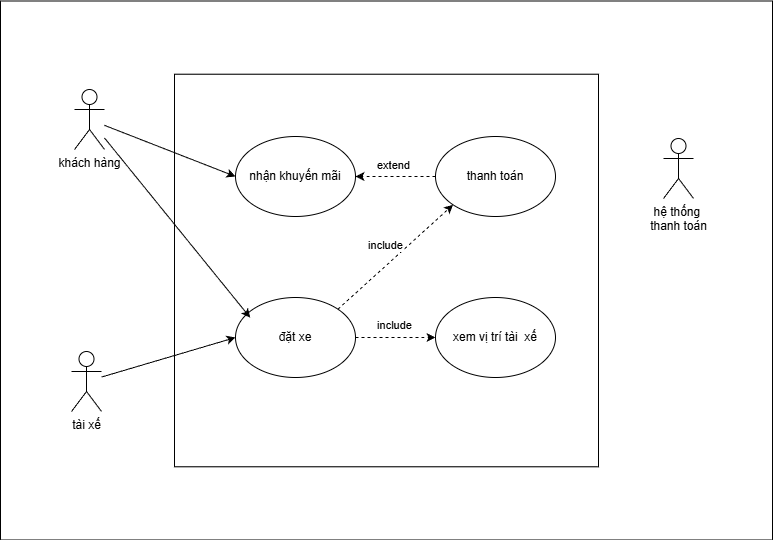 khách hàng
nhận khuyến mãi
extend
thanh toán
hệ thống
thanh toán
include
đặt xe
include
xem vị trí tài xế
tài xế